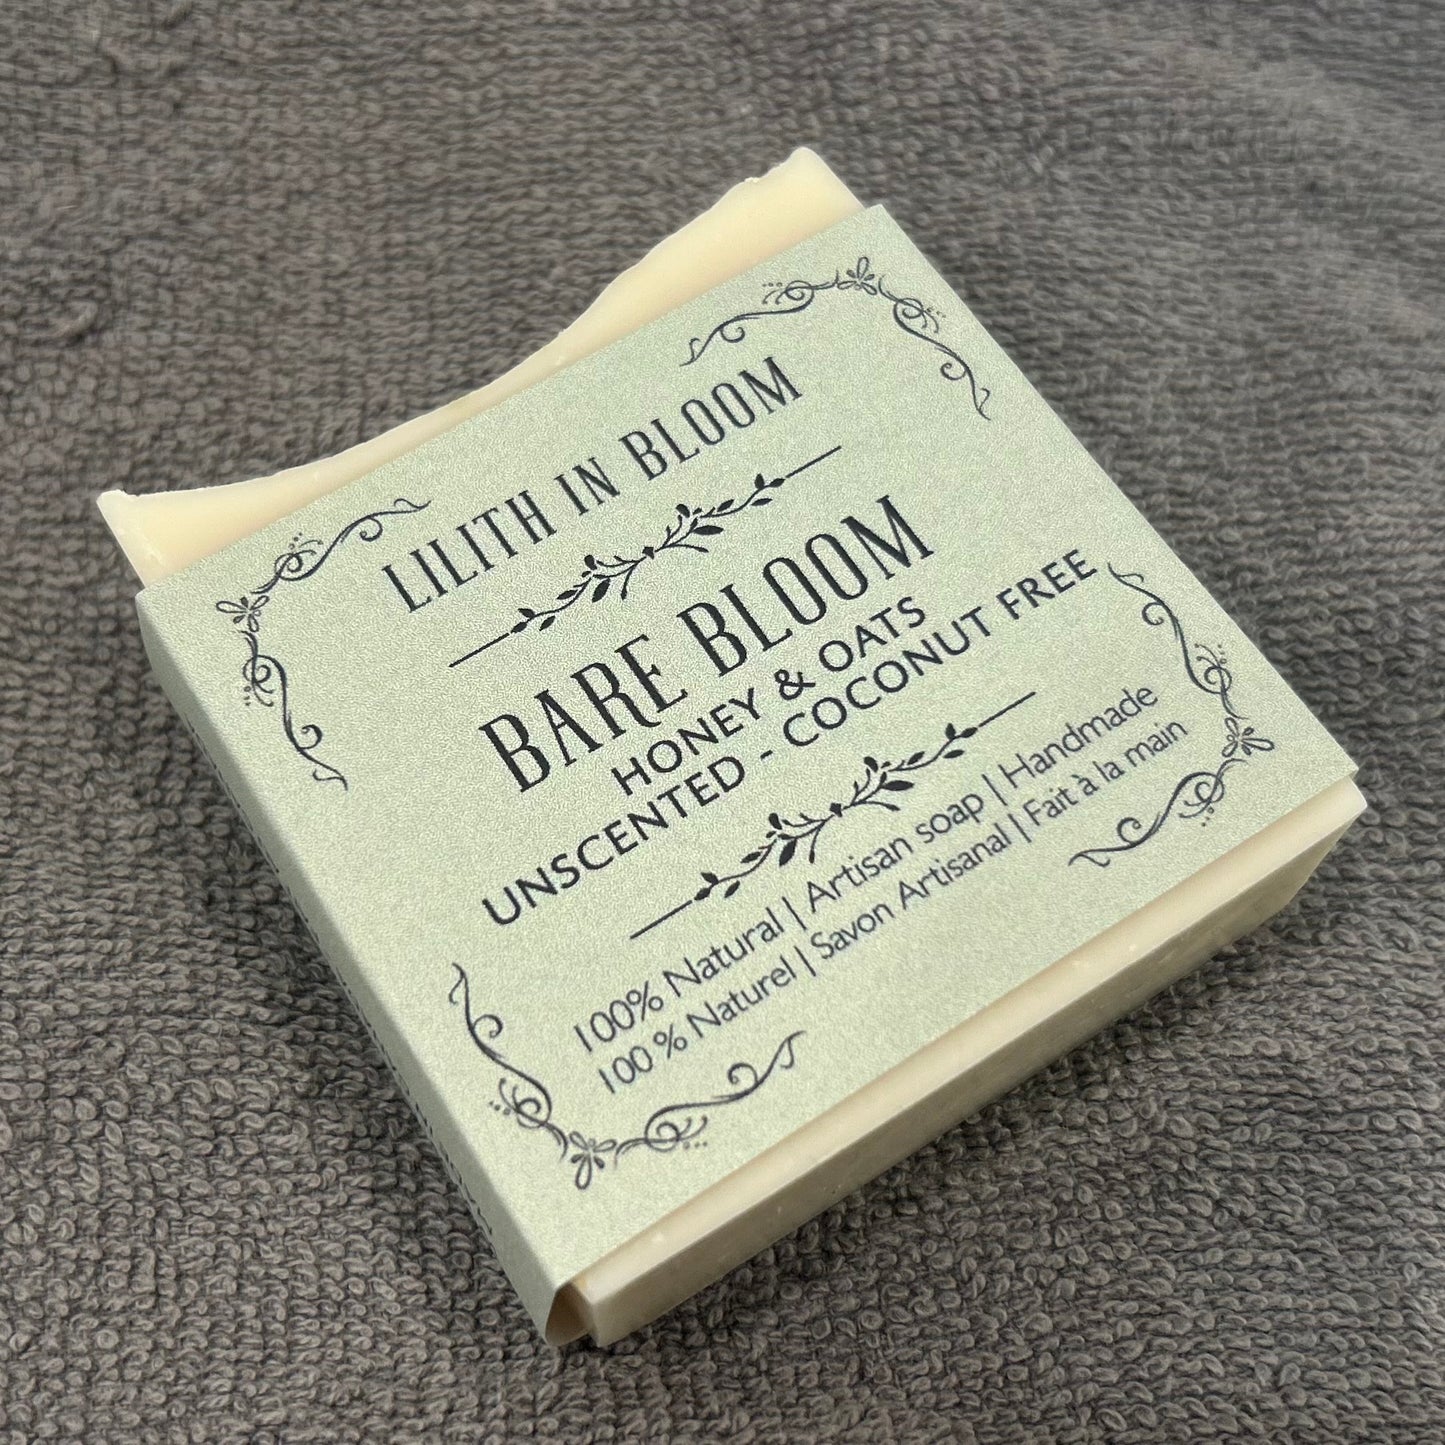 LILITH IN BLOOM
BARE BLOOM
HONEY & OATS
UNSCENTED - COCONUT FREE
100% Natural | Artisan soap | Handmade
100 % Naturel | Savon Artisanal | Fait à la main